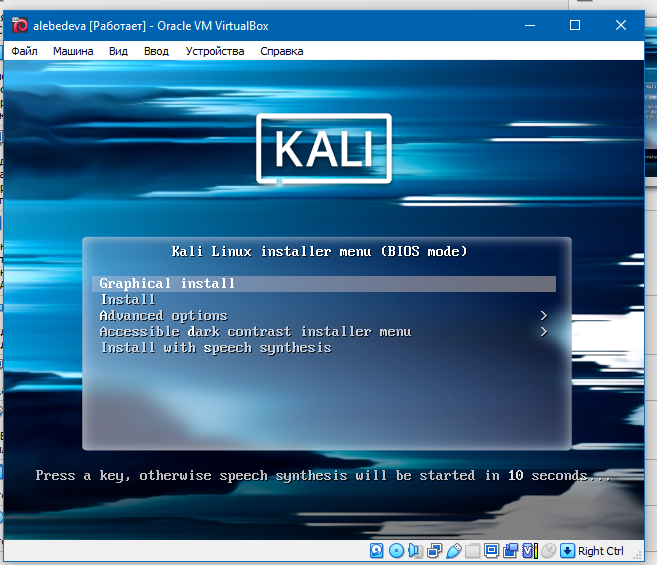 alebedeva [Работает] - Oracle VM VirtualBox
Файл Машина Вид Ввод Устройства Справка
KALI
Kali Linux installer menu (BIOS mode)
Graphical install
Install
Advanced options >
Accessible dark contrast installer menu >
Install with speech synthesis
Press a key, otherwise speech synthesis will be started in 10 seconds...
Right Ctrl